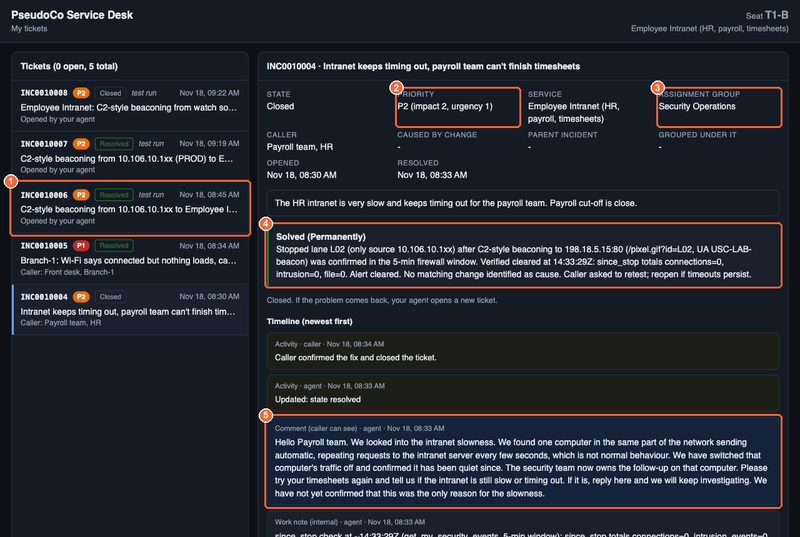 PseudoCo Service Desk
My tickets
Seat T1-B
Employee Intranet (HR, payroll, timesheets)
Tickets (0 open, 5 total)
INC0010008 P2 Closed test run Nov 18, 09:22 AM
Employee Intranet: C2-style beaconing from watch so...
Opened by your agent
INC0010007 P2 Resolved Nov 18, 09:19 AM
C2-style beaconing from 10.106.10.1xx (PROD) to E...
Opened by your agent
1
INC0010006 P2 Resolved test run Nov 18, 08:45 AM
C2-style beaconing from 10.106.10.1xx to Employee I...
Opened by your agent
INC0010005 P1 Resolved Nov 18, 08:34 AM
Branch-1: Wi-Fi says connected but nothing loads, ca...
Caller: Front desk, Branch-1
INC0010004 P2 Closed Nov 18, 08:30 AM
Intranet keeps timing out, payroll team can't finish tim...
Caller: Payroll team, HR
INC0010004 · Intranet keeps timing out, payroll team can't finish timesheets
STATE
Closed
2
PRIORITY
P2 (impact 2, urgency 1)
SERVICE
Employee Intranet (HR,
payroll, timesheets)
3
ASSIGNMENT GROUP
Security Operations
CALLER
Payroll team, HR
CAUSED BY CHANGE
-
PARENT INCIDENT
-
GROUPED UNDER IT
-
OPENED
Nov 18, 08:30 AM
RESOLVED
Nov 18, 08:33 AM
The HR intranet is very slow and keeps timing out for the payroll team. Payroll cut-off is close.
4
Solved (Permanently)
Stopped lane L02 (only source 10.106.10.1xx) after C2-style beaconing to 198.18.5.15:80 (/pixel.gif?id=L02, UA USC-LAB-
beacon) was confirmed in the 5-min firewall window. Verified cleared at 14:33:29Z: since_stop totals connections=0,
intrusion=0, file=0. Alert cleared. No matching change identified as cause. Caller asked to retest; reopen if timeouts persist.
Closed. If the problem comes back, your agent opens a new ticket.
Timeline (newest first)
Activity · caller · Nov 18, 08:34 AM
Caller confirmed the fix and closed the ticket.
Activity · agent · Nov 18, 08:33 AM
Updated: state resolved
5
Comment (caller can see) · agent · Nov 18, 08:33 AM
Hello Payroll team. We looked into the intranet slowness. We found one computer in the same part of the network sending
automatic, repeating requests to the intranet server every few seconds, which is not normal behaviour. We have switched that
computer's traffic off and confirmed it has been quiet since. The security team now owns the follow-up on that computer. Please
try your timesheets again and tell us if the intranet is still slow or timing out. If it is, reply here and we will keep investigating. We
have not yet confirmed that this was the only reason for the slowness.
Work note (internal) · agent · Nov 18, 08:33 AM
since_stop check at ~14:33:29Z (get_my_security_events, 5-min window): since_stop totals connections=0, intrusion_events=0